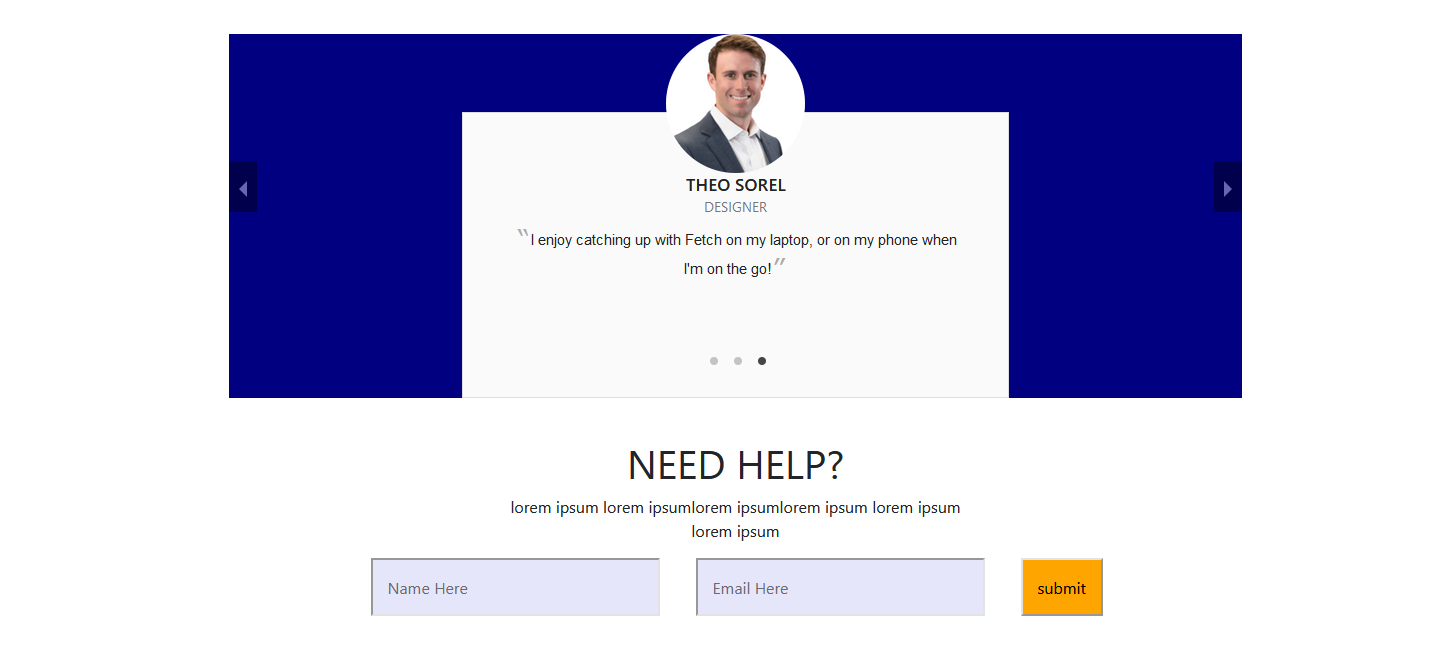 THEO SOREL
DESIGNER
“I enjoy catching up with Fetch on my laptop, or on my phone when
I'm on the go!”
NEED HELP?
lorem ipsum lorem ipsumlorem ipsumlorem ipsum lorem ipsum
lorem ipsum
Name Here
Email Here
submit